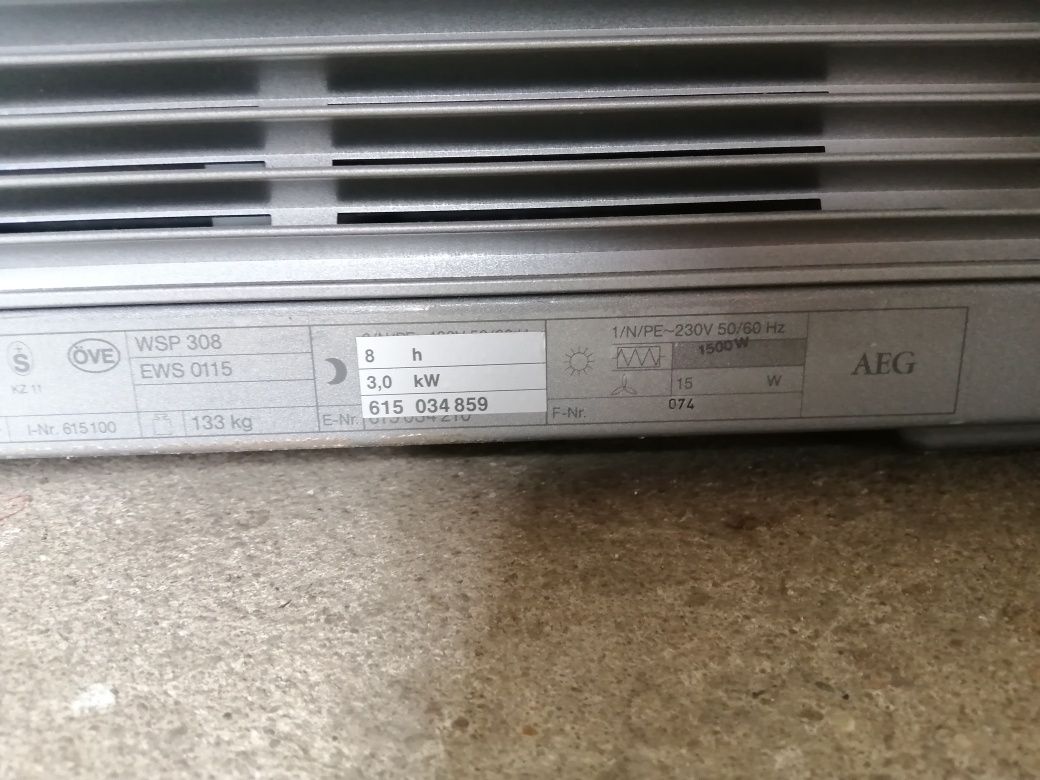 S
KZ 11
ÖVE
I-Nr. 615100
WSP 308
EWS 0115
133 kg
8 h
3,0 kW
615 034 859
E-Nr.
1/N/PE~230V 50/60 Hz
1500W
15 W
F-Nr. 074
AEG